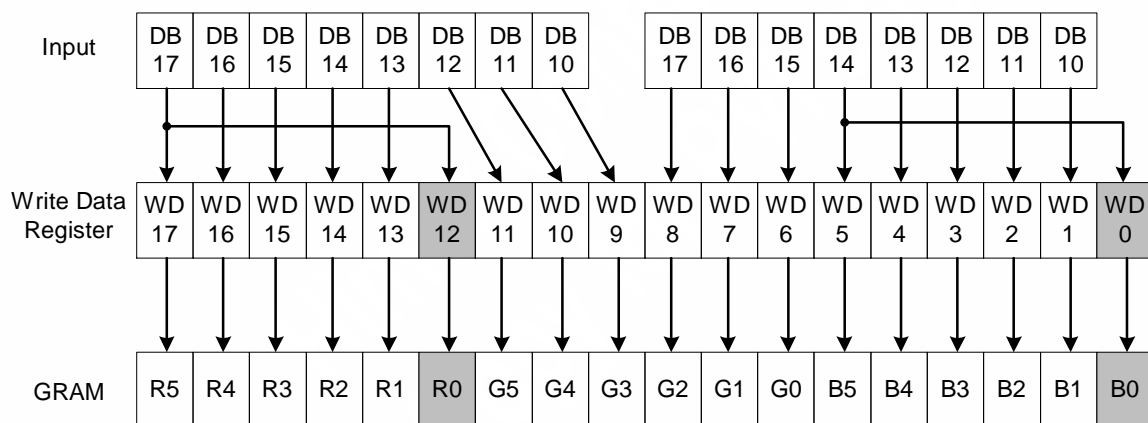 Input
DB 17 DB 16 DB 15 DB 14 DB 13 DB 12 DB 11 DB 10 DB 17 DB 16 DB 15 DB 14 DB 13 DB 12 DB 11 DB 10
Write Data
Register
WD 17 WD 16 WD 15 WD 14 WD 13 WD 12 WD 11 WD 10 WD 9 WD 8 WD 7 WD 6 WD 5 WD 4 WD 3 WD 2 WD 1 WD 0
GRAM R5 R4 R3 R2 R1 R0 G5 G4 G3 G2 G1 G0 B5 B4 B3 B2 B1 B0